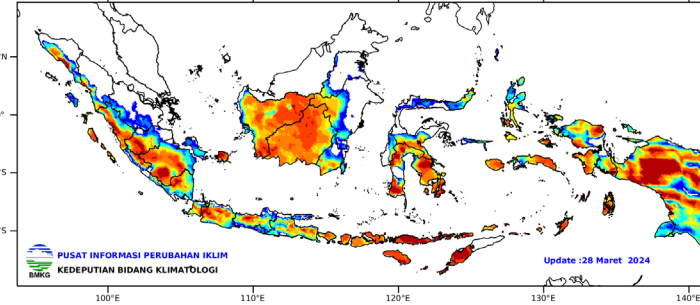 N
°
S
S
PUSAT INFORMASI PERUBAHAN IKLIM
KEDEPUTIAN BIDANG KLIMATOLOGI
BMKG
Update :28 Maret 2024
100°E 110°E 120°E 130°E 140°E